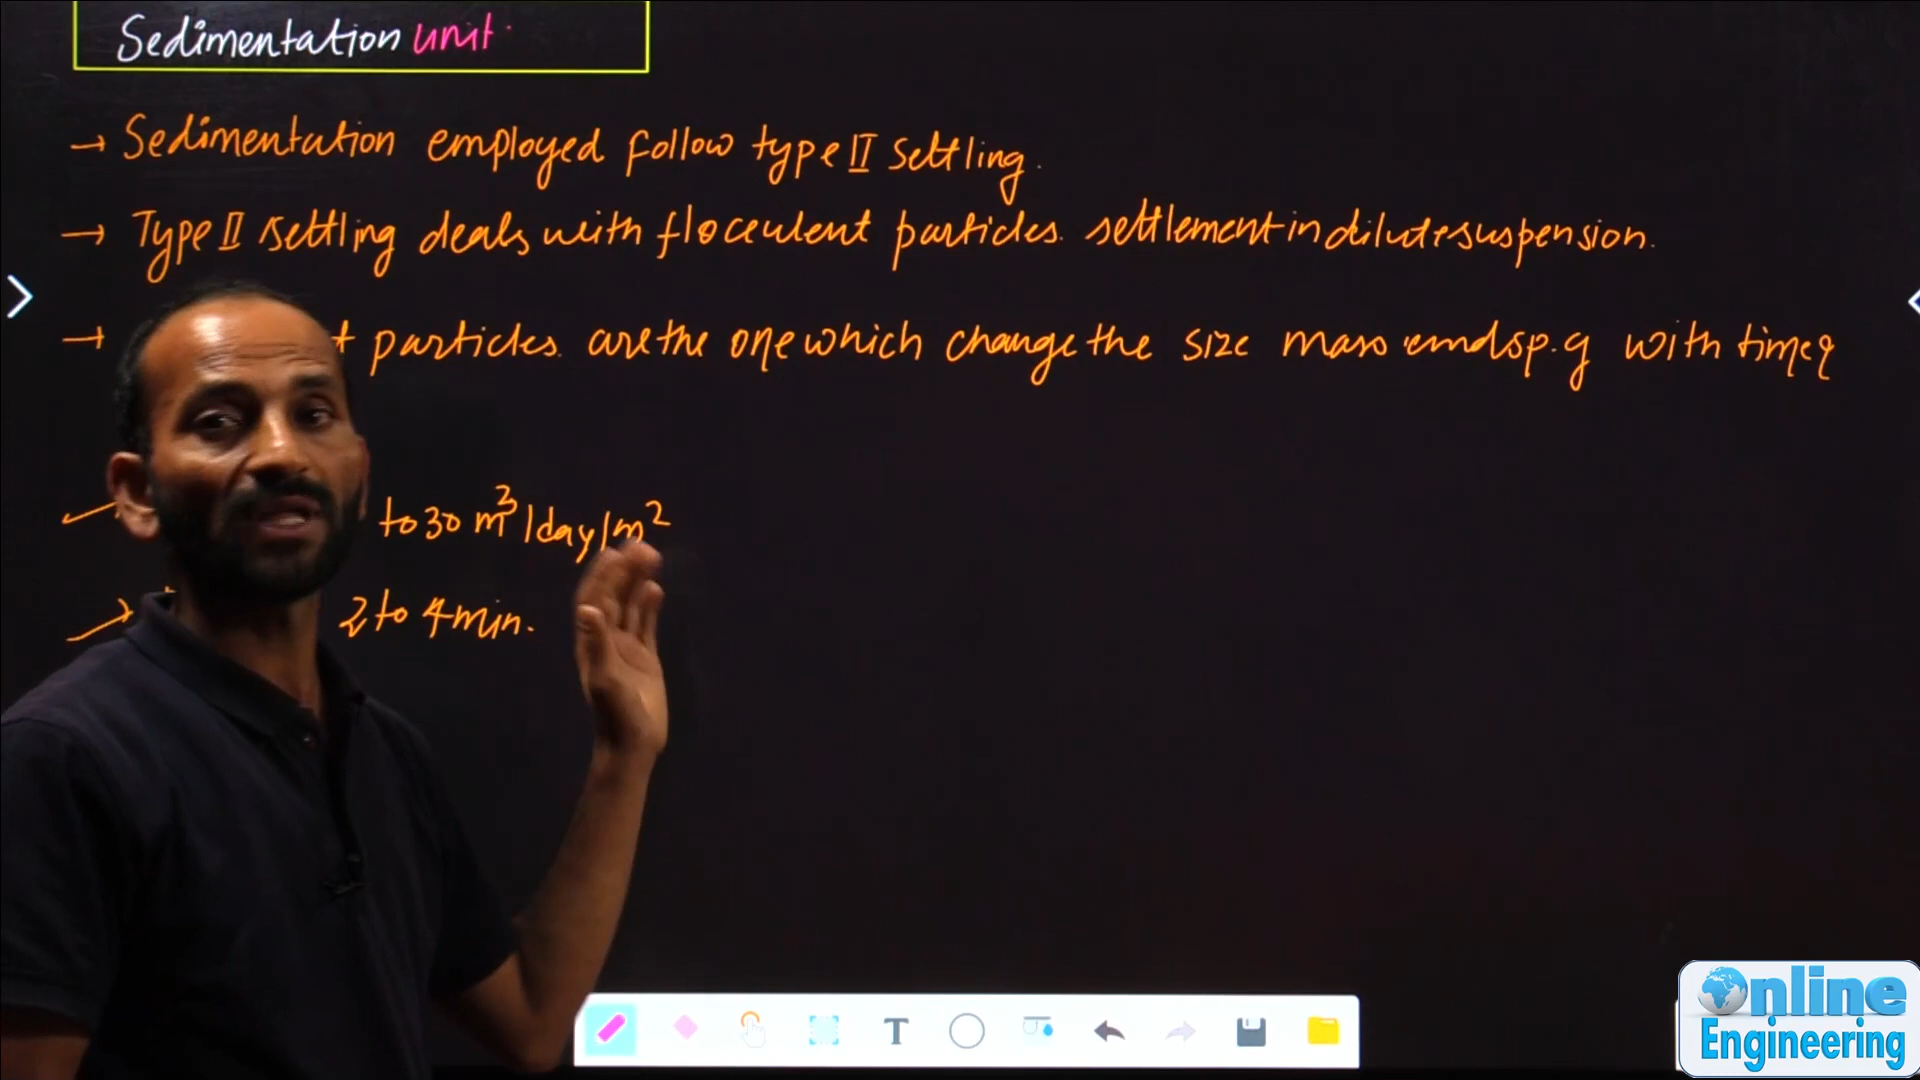 Sedimentation unit.
→ Sedimentation employed follow type II settling.
→ Type II settling deals with flocculent particles. settlement in dilute suspension.
→ particles. are the one which change the size mass and sp. g with time
to 30 m³/day/m²
2 to 4 min.
T
Online
Engineering